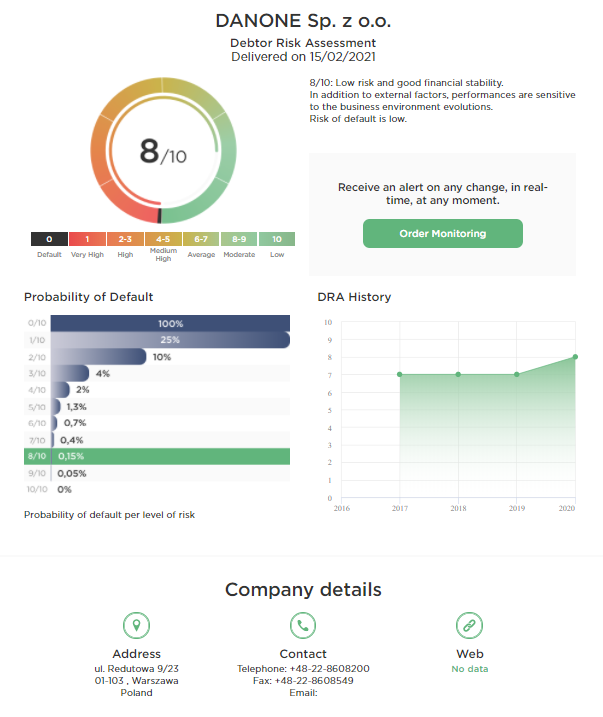 DANONE Sp. z o.o.
Debtor Risk Assessment
Delivered on 15/02/2021
8/10
8/10: Low risk and good financial stability.
In addition to external factors, performances are sensitive
to the business environment evolutions.
Risk of default is low.
Receive an alert on any change, in real-
time, at any moment.
Order Monitoring
0 1 2-3 4-5 6-7 8-9 10
Default Very High High Medium High Average Moderate Low
Probability of Default
0/10 100%
1/10 25%
2/10 10%
3/10 4%
4/10 2%
5/10 1,3%
6/10 0,7%
7/10 0,4%
8/10 0,15%
9/10 0,05%
10/10 0%
Probability of default per level of risk
DRA History
10
9
8
7
6
5
4
3
2
1
0
2016 2017 2018 2019 2020
Company details
Address
ul. Redutowa 9/23
01-103 , Warszawa
Poland
Contact
Telephone: +48-22-8608200
Fax: +48-22-8608549
Email:
Web
No data